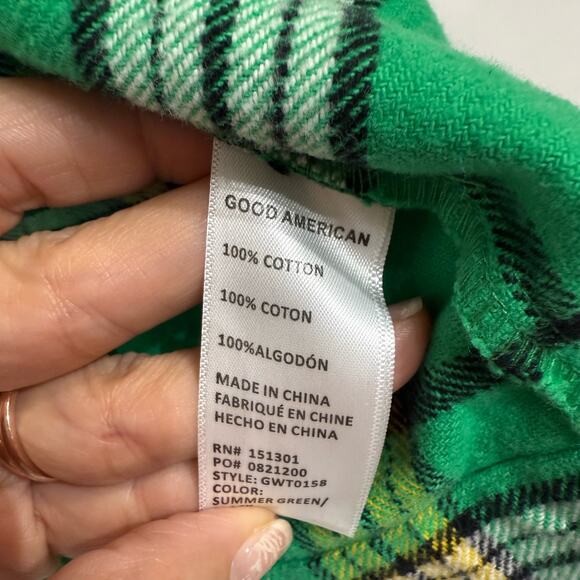 GOOD AMERICAN
100% COTTON
100% COTON
100%ALGODÓN
MADE IN CHINA
FABRIQUÉ EN CHINE
HECHO EN CHINA
RN# 151301
PO# 0821200
STYLE: GWT0158
COLOR:
SUMMER GREEN/